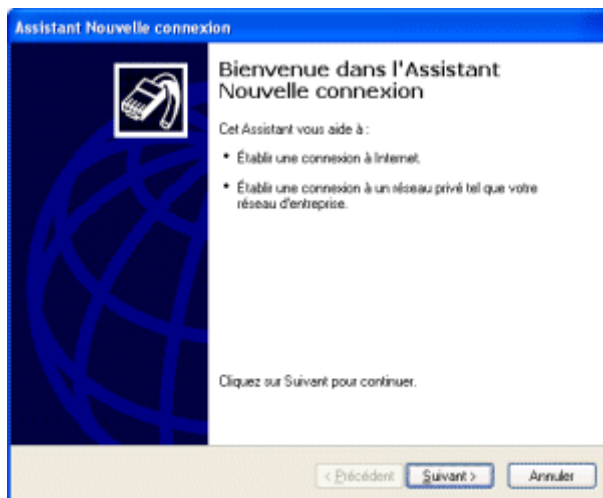 Assistant Nouvelle connexion
Bienvenue dans l'Assistant
Nouvelle connexion
Cet Assistant vous aide à :
• Établir une connexion à Internet.
• Établir une connexion à un réseau privé tel que votre
réseau d'entreprise.
Cliquez sur Suivant pour continuer.
< Précédent Suivant > Annuler